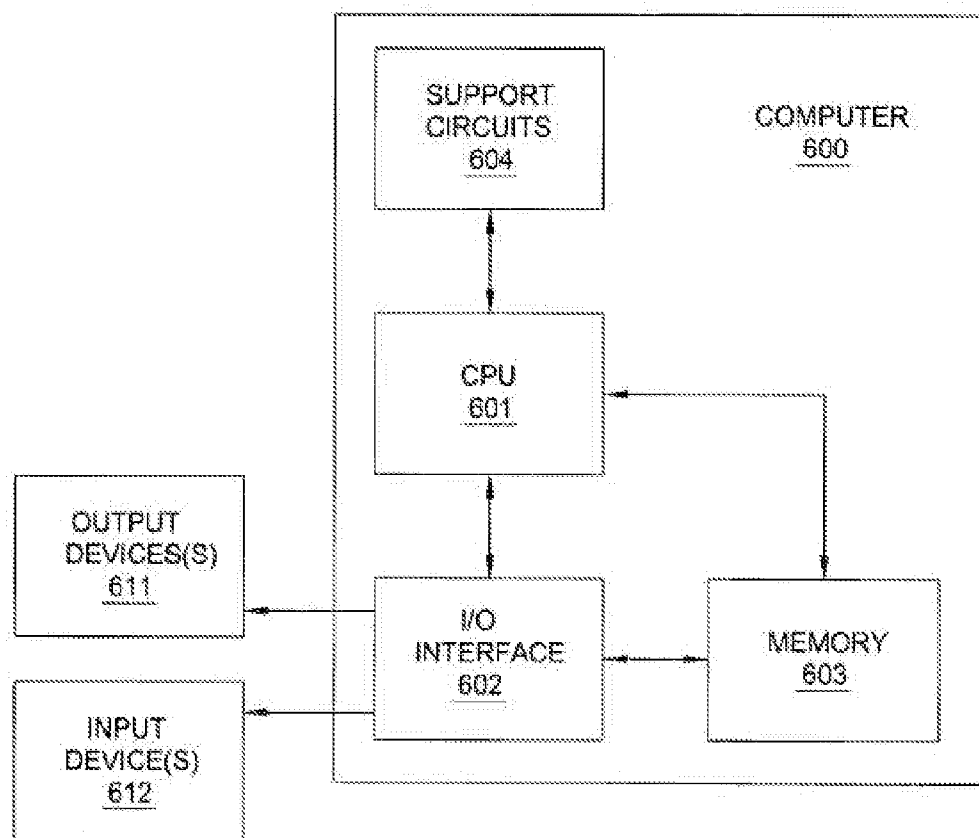 SUPPORT
CIRCUITS
604
COMPUTER
600
CPU
601
OUTPUT
DEVICES(S)
611
I/O
INTERFACE
602
MEMORY
603
INPUT
DEVICE(S)
612